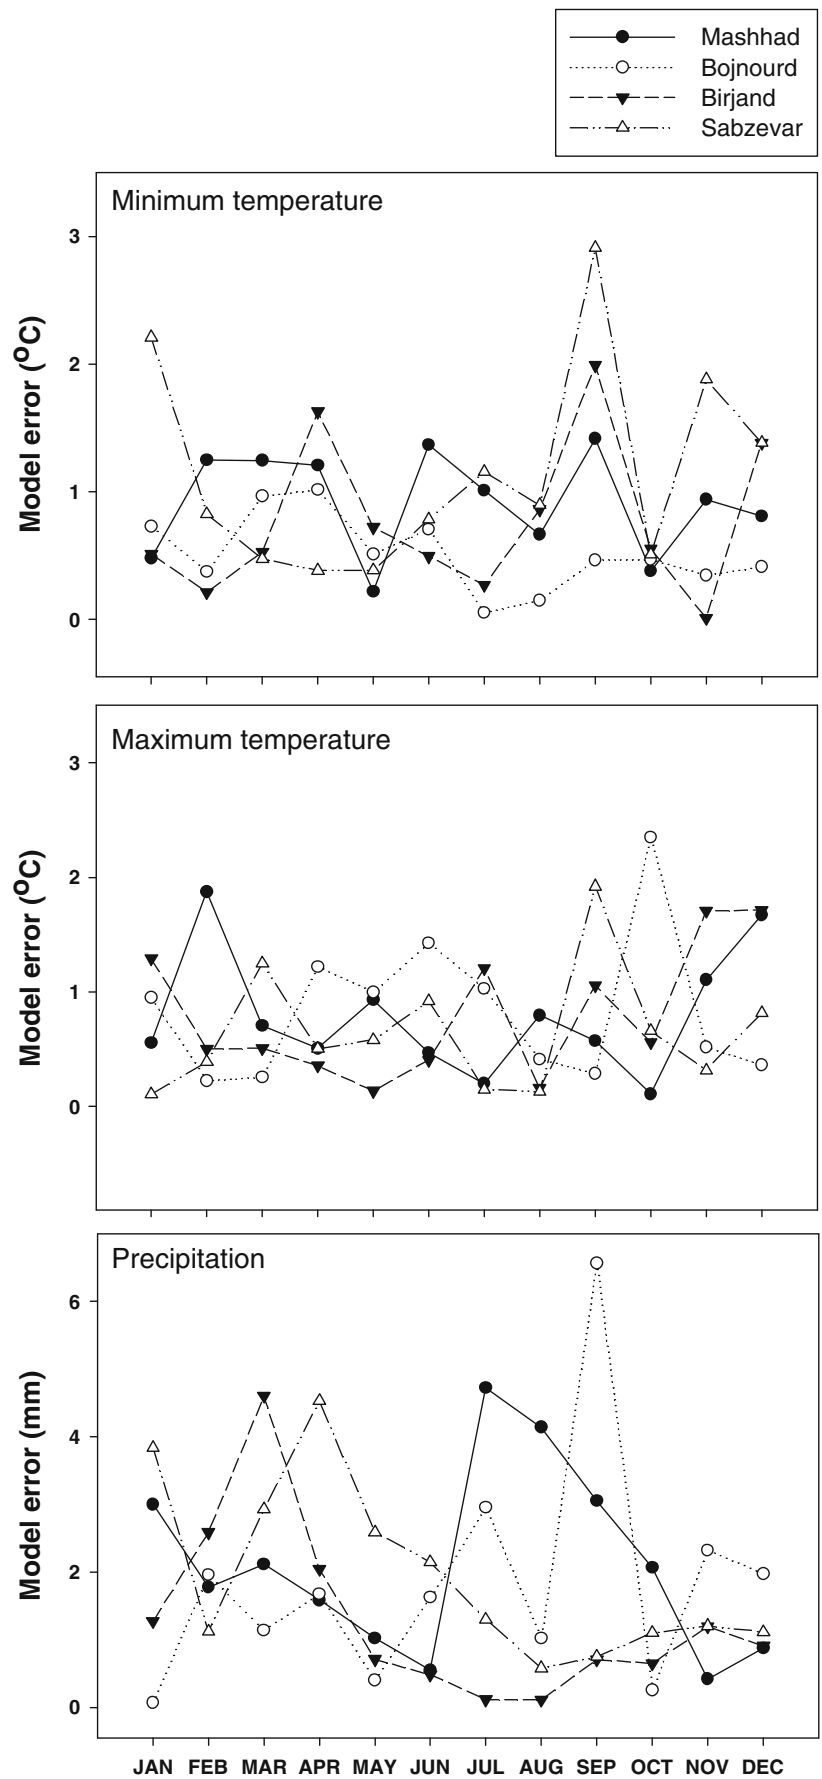 Mashhad
Bojnourd
Birjand
Sabzevar
Minimum temperature
3
2
1
0
Model error (°C)
Maximum temperature
3
2
1
0
Model error (°C)
Precipitation
6
4
2
0
Model error (mm)
JAN FEB MAR APR MAY JUN JUL AUG SEP OCT NOV DEC